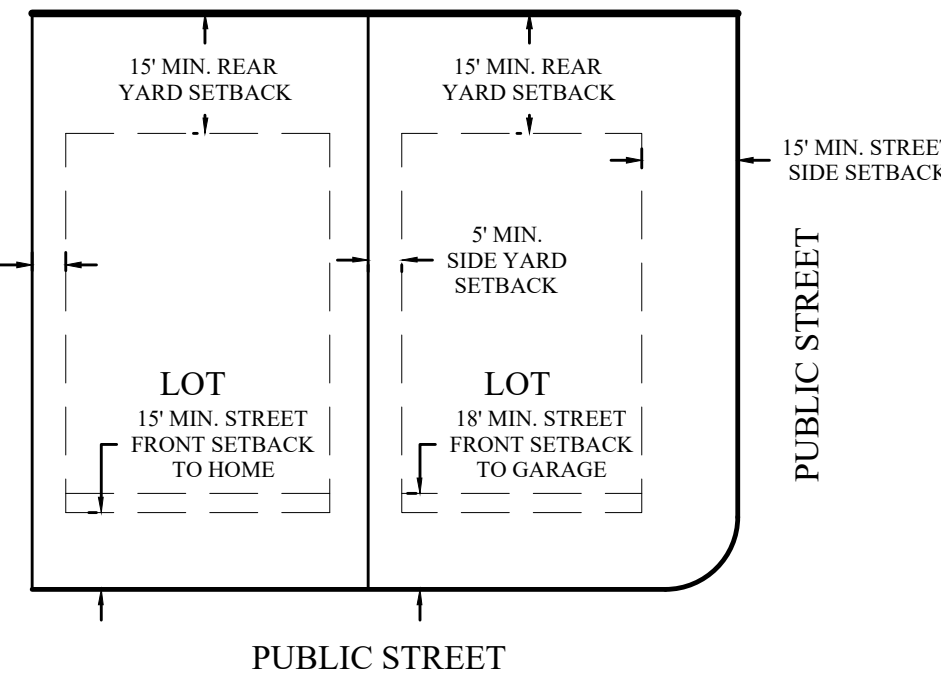 15' MIN. REAR
YARD SETBACK
15' MIN. REAR
YARD SETBACK
15' MIN. STREET
SIDE SETBACK
5' MIN.
SIDE YARD
SETBACK
PUBLIC STREET
LOT
15' MIN. STREET
FRONT SETBACK
TO HOME
LOT
18' MIN. STREET
FRONT SETBACK
TO GARAGE
PUBLIC STREET